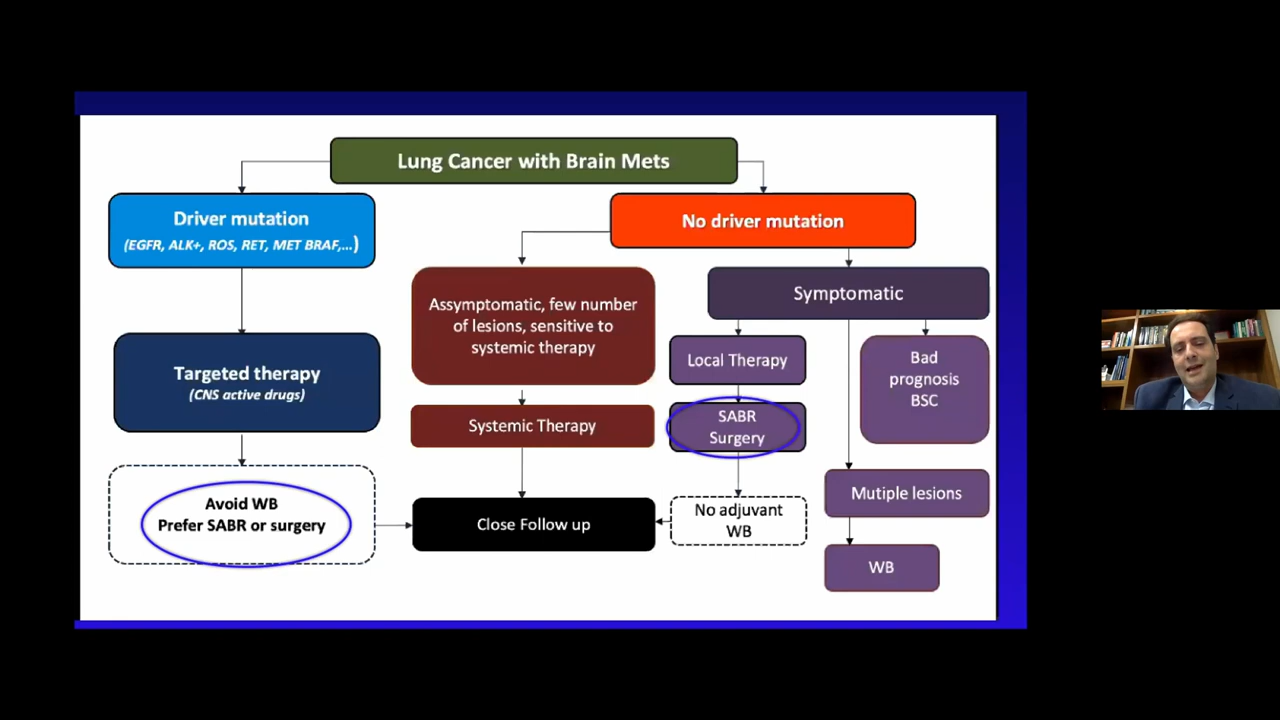 Lung Cancer with Brain Mets
Driver mutation
(EGFR, ALK+, ROS, RET, MET BRAF,...)
No driver mutation
Targeted therapy
(CNS active drugs)
Avoid WB
Prefer SABR or surgery
Assymptomatic, few number
of lesions, sensitive to
systemic therapy
Systemic Therapy
Close Follow up
Symptomatic
Local Therapy
SABR
Surgery
No adjuvant
WB
Mutiple lesions
WB
Bad
prognosis
BSC